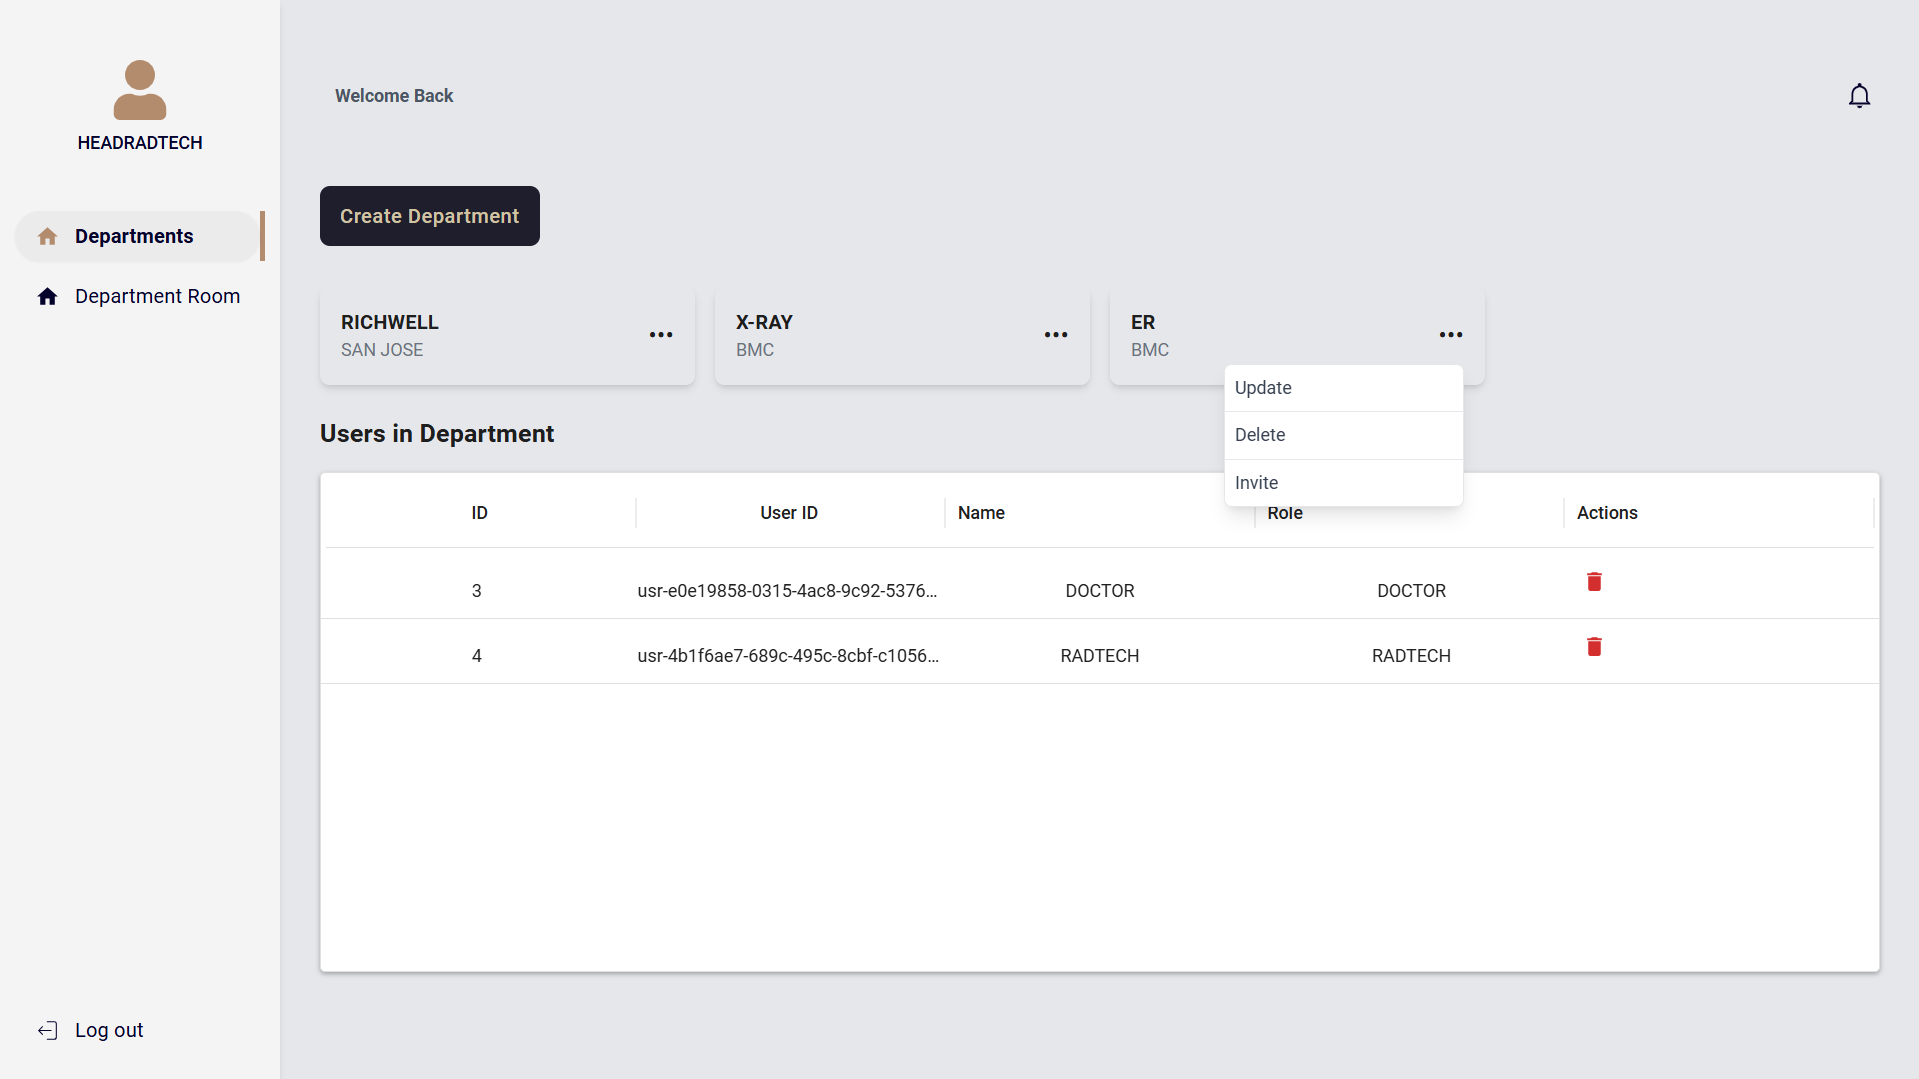 HEADRADTECH
Departments
Department Room
Log out
Welcome Back
Create Department
RICHWELL
SAN JOSE
X-RAY
BMC
ER
BMC
Update
Delete
Invite
Users in Department
ID User ID Name Role Actions
3 usr-e0e19858-0315-4ac8-9c92-5376... DOCTOR DOCTOR
4 usr-4b1f6ae7-689c-495c-8cbf-c1056... RADTECH RADTECH